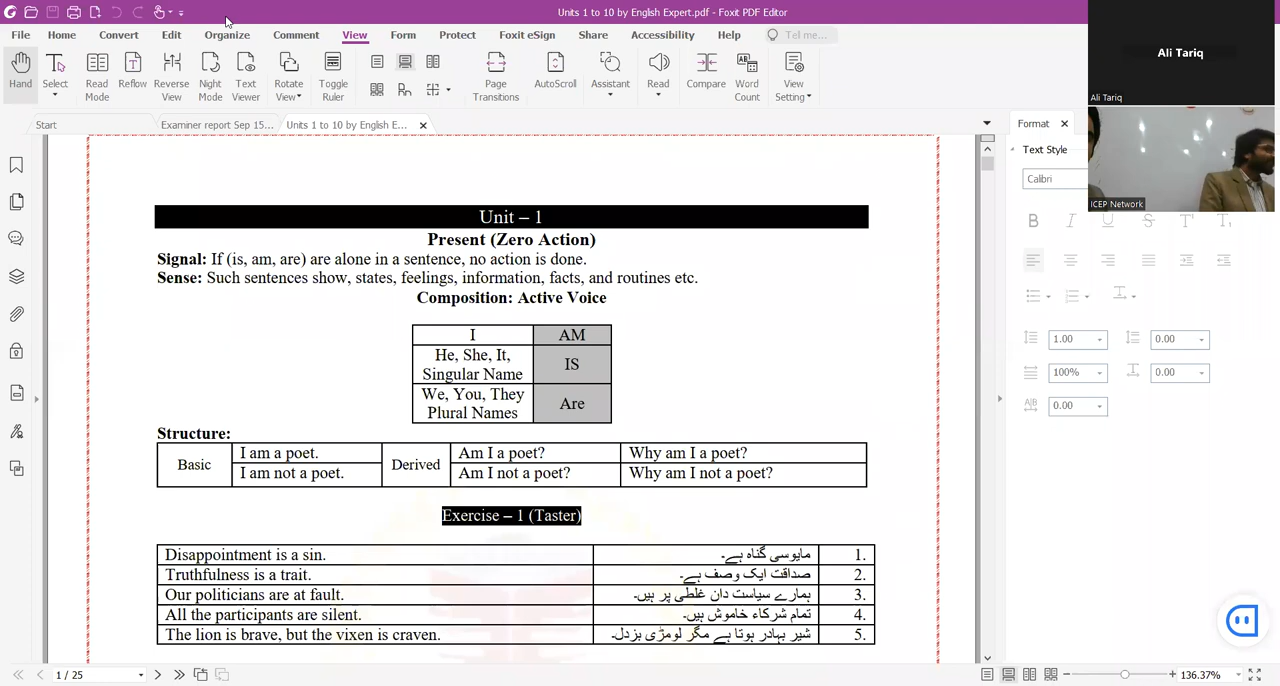 Units 1 to 10 by English Expert.pdf - Foxit PDF Editor
File Home Convert Edit Organize Comment View Form Protect Foxit eSign Share Accessibility Help Tell me...
Hand Select Read Mode Reflow Reverse View Night Mode Text Viewer Rotate View Toggle Ruler Page Transitions AutoScroll Assistant Read Compare Word Count View Setting
Start Examiner report Sep 15... Units 1 to 10 by English E...
Format
Text Style
Calibri
B I U S T T
1.00 0.00
100% 0.00
A|B 0.00
Ali Tariq
Ali Tariq
ICEP Network
Unit – 1
Present (Zero Action)
Signal: If (is, am, are) are alone in a sentence, no action is done.
Sense: Such sentences show, states, feelings, information, facts, and routines etc.
Composition: Active Voice
I AM
He, She, It, Singular Name IS
We, You, They Plural Names Are
Structure:
Basic I am a poet. Derived Am I a poet? Why am I a poet?
I am not a poet. Am I not a poet? Why am I not a poet?
Exercise – 1 (Taster)
Disappointment is a sin. مایوسی گناہ ہے۔ 1.
Truthfulness is a trait. صداقت ایک وصف ہے۔ 2.
Our politicians are at fault. ہمارے سیاست دان غلطی پر ہیں۔ 3.
All the participants are silent. تمام شرکاء خاموش ہیں۔ 4.
The lion is brave, but the vixen is craven. شیر بہادر ہوتا ہے مگر لومڑی بزدل۔ 5.
1 / 25
136.37%